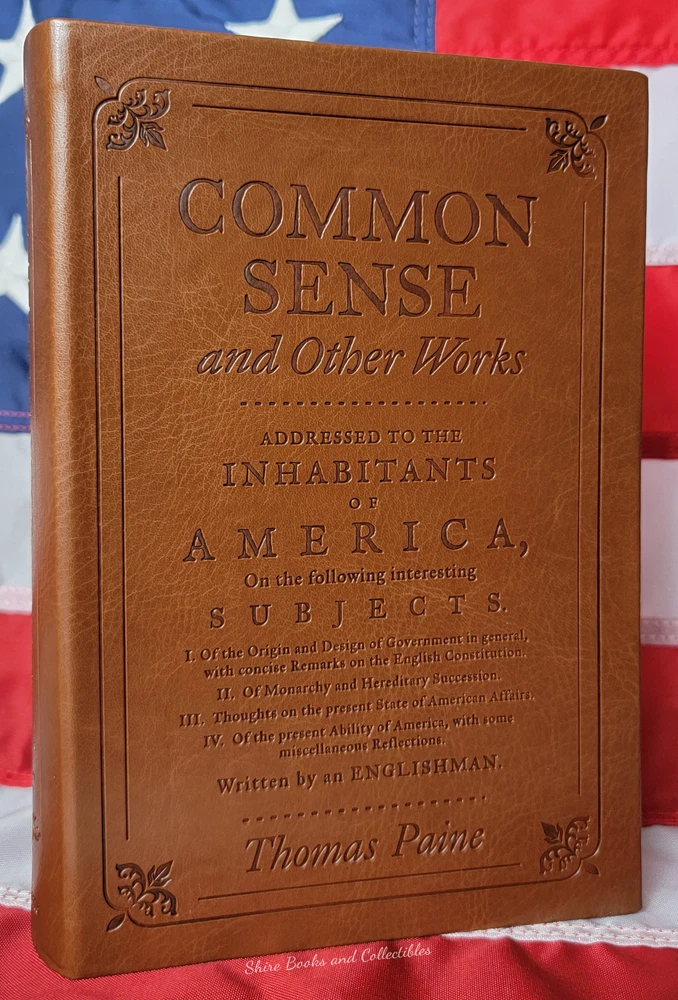 COMMON
SENSE
and Other Works
ADDRESSED TO THE
INHABITANTS
OF
AMERICA,
On the following interesting
SUBJECTS.
I. Of the Origin and Design of Government in general,
with concise Remarks on the English Constitution.
II. Of Monarchy and Hereditary Succession.
III. Thoughts on the present State of American Affairs.
IV. Of the present Ability of America, with some
miscellaneous Reflections.
Written by an ENGLISHMAN.
Thomas Paine
Shire Books and Collectibles